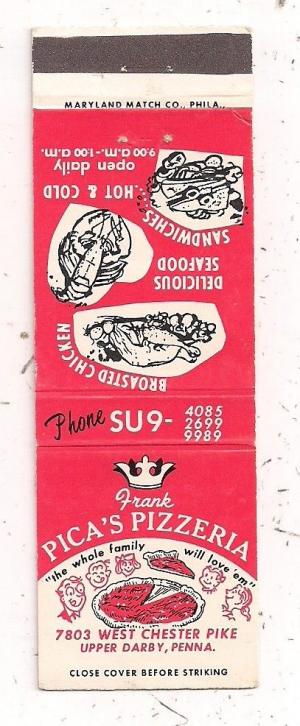 MARYLAND MATCH CO., PHILA.,
open daily
9:00 a.m.-1:00 a.m.
SANDWICHES...HOT & COLD
DELICIOUS
SEAFOOD
BROASTED CHICKEN
Phone SU9- 4085
2699
9989
Frank
PICA'S PIZZERIA
"the whole family will love 'em"
7803 WEST CHESTER PIKE
UPPER DARBY, PENNA.
CLOSE COVER BEFORE STRIKING